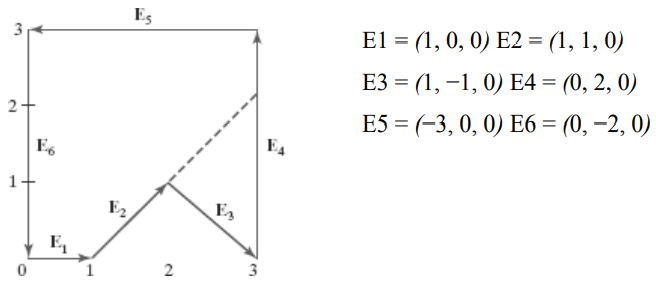 E5
3
E1 = (1, 0, 0) E2 = (1, 1, 0)
E3 = (1, −1, 0) E4 = (0, 2, 0)
2
E5 = (−3, 0, 0) E6 = (0, −2, 0)
E6
E4
1
E2
E3
E1
0 1 2 3